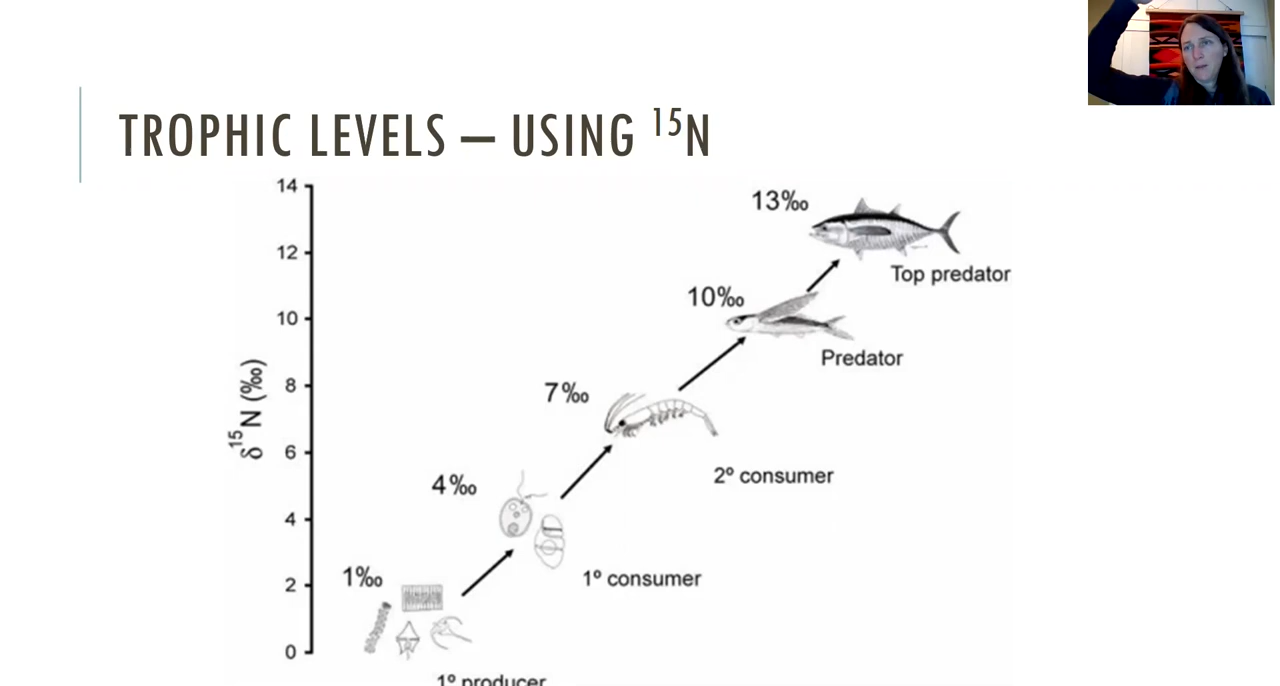 TROPHIC LEVELS – USING ¹⁵N
14
13‰
12
Top predator
10‰
10
Predator
δ¹⁵N (‰)
8
7‰
6
2º consumer
4‰
4
1º consumer
1‰
2
0
1º producer